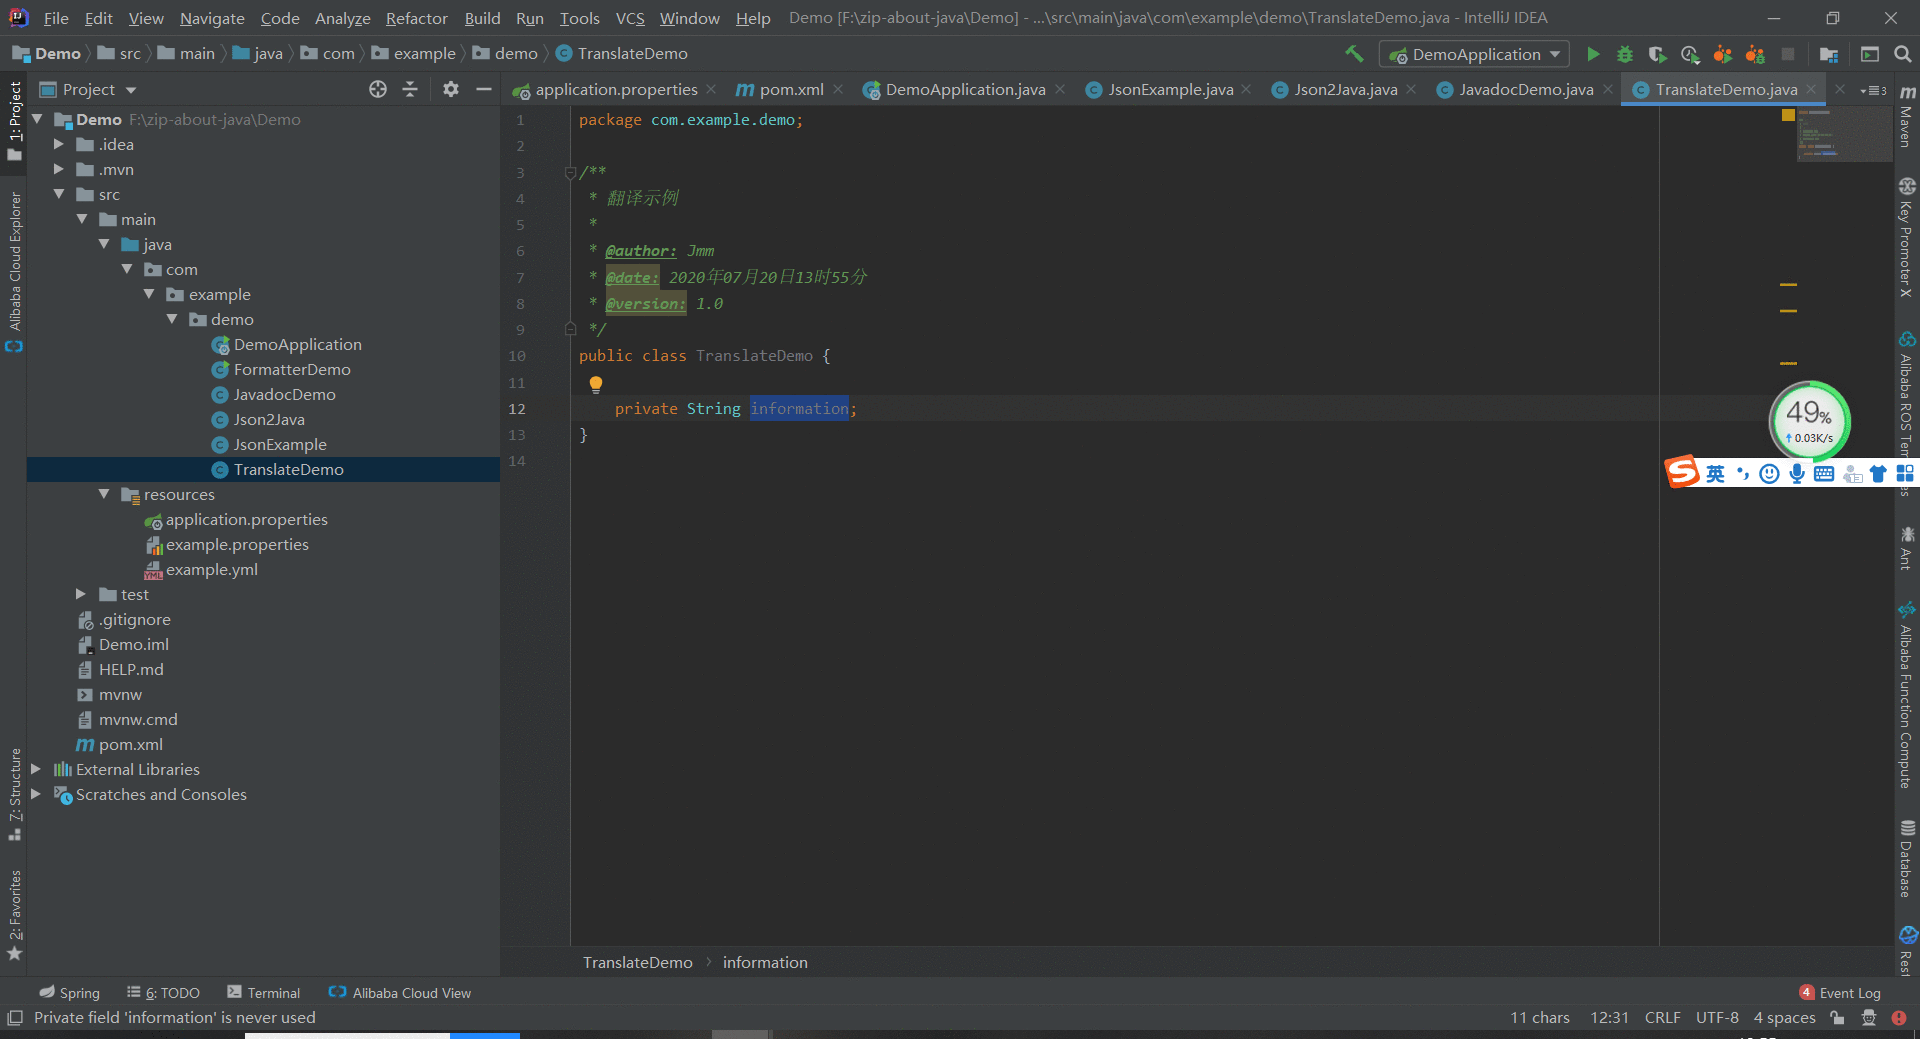 File Edit View Navigate Code Analyze Refactor Build Run Tools VCS Window Help Demo [F:\zip-about-java\Demo] - ...\src\main\java\com\example\demo\TranslateDemo.java - IntelliJ IDEA
Demo src main java com example demo TranslateDemo DemoApplication
Project
application.properties pom.xml DemoApplication.java JsonExample.java Json2Java.java JavadocDemo.java TranslateDemo.java 3
Demo F:\zip-about-java\Demo
.idea
.mvn
src
main
java
com
example
demo
DemoApplication
FormatterDemo
JavadocDemo
Json2Java
JsonExample
TranslateDemo
resources
application.properties
example.properties
example.yml
test
.gitignore
Demo.iml
HELP.md
mvnw
mvnw.cmd
pom.xml
External Libraries
Scratches and Consoles
1: Project
Alibaba Cloud Explorer
7: Structure
2: Favorites
1 package com.example.demo;
2
3 /**
4 * 翻译示例
5 *
6 * @author: Jmm
7 * @date: 2020年07月20日13时55分
8 * @version: 1.0
9 */
10 public class TranslateDemo {
11
12 private String information;
13 }
14
49%
0.03K/s
英
Maven
Key Promoter X
Alibaba ROS Tem
es
Ant
Alibaba Function Compute
Database
Rest
TranslateDemo information
Spring 6: TODO Terminal Alibaba Cloud View 4 Event Log
Private field 'information' is never used 11 chars 12:31 CRLF UTF-8 4 spaces